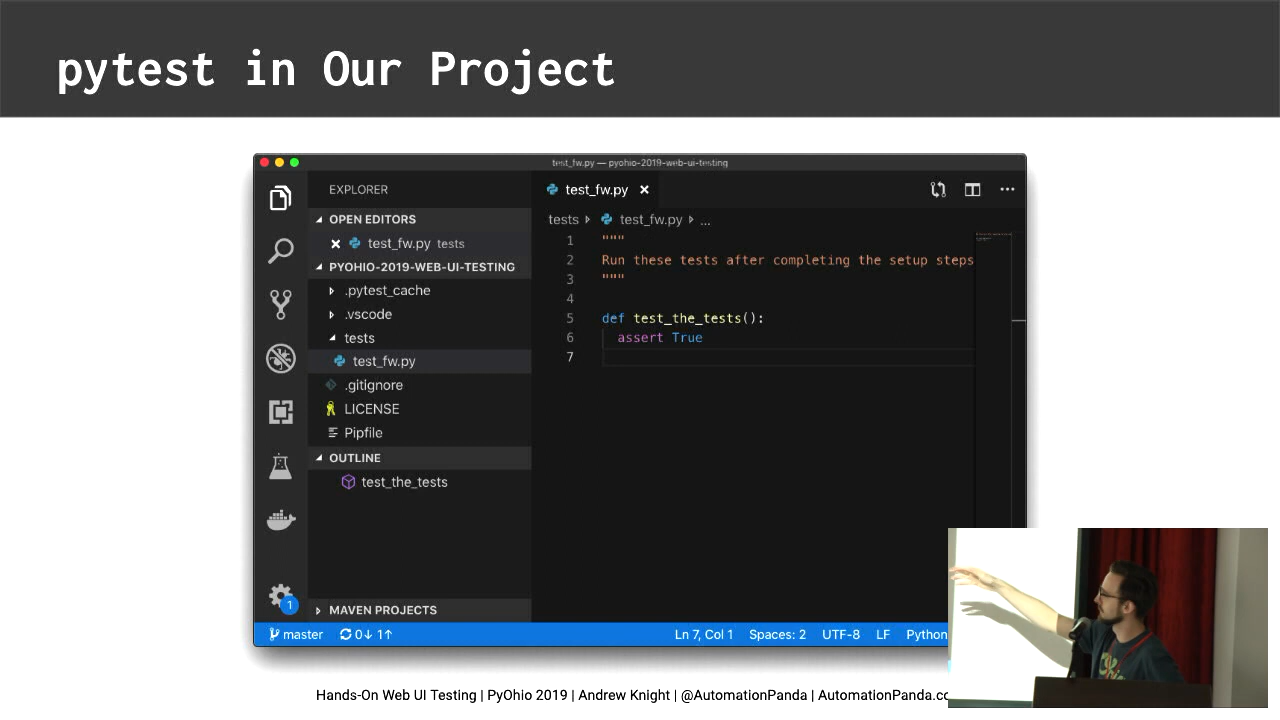 pytest in Our Project
test_fw.py — pyohio-2019-web-ui-testing
EXPLORER
OPEN EDITORS
test_fw.py tests
PYOHIO-2019-WEB-UI-TESTING
.pytest_cache
.vscode
tests
test_fw.py
.gitignore
LICENSE
Pipfile
OUTLINE
test_the_tests
MAVEN PROJECTS
test_fw.py
tests test_fw.py ...
1 """
2 Run these tests after completing the setup steps
3 """
4
5 def test_the_tests():
6 assert True
7
1
master 0↓ 1↑ Ln 7, Col 1 Spaces: 2 UTF-8 LF Python
Hands-On Web UI Testing | PyOhio 2019 | Andrew Knight | @AutomationPanda | AutomationPanda.co